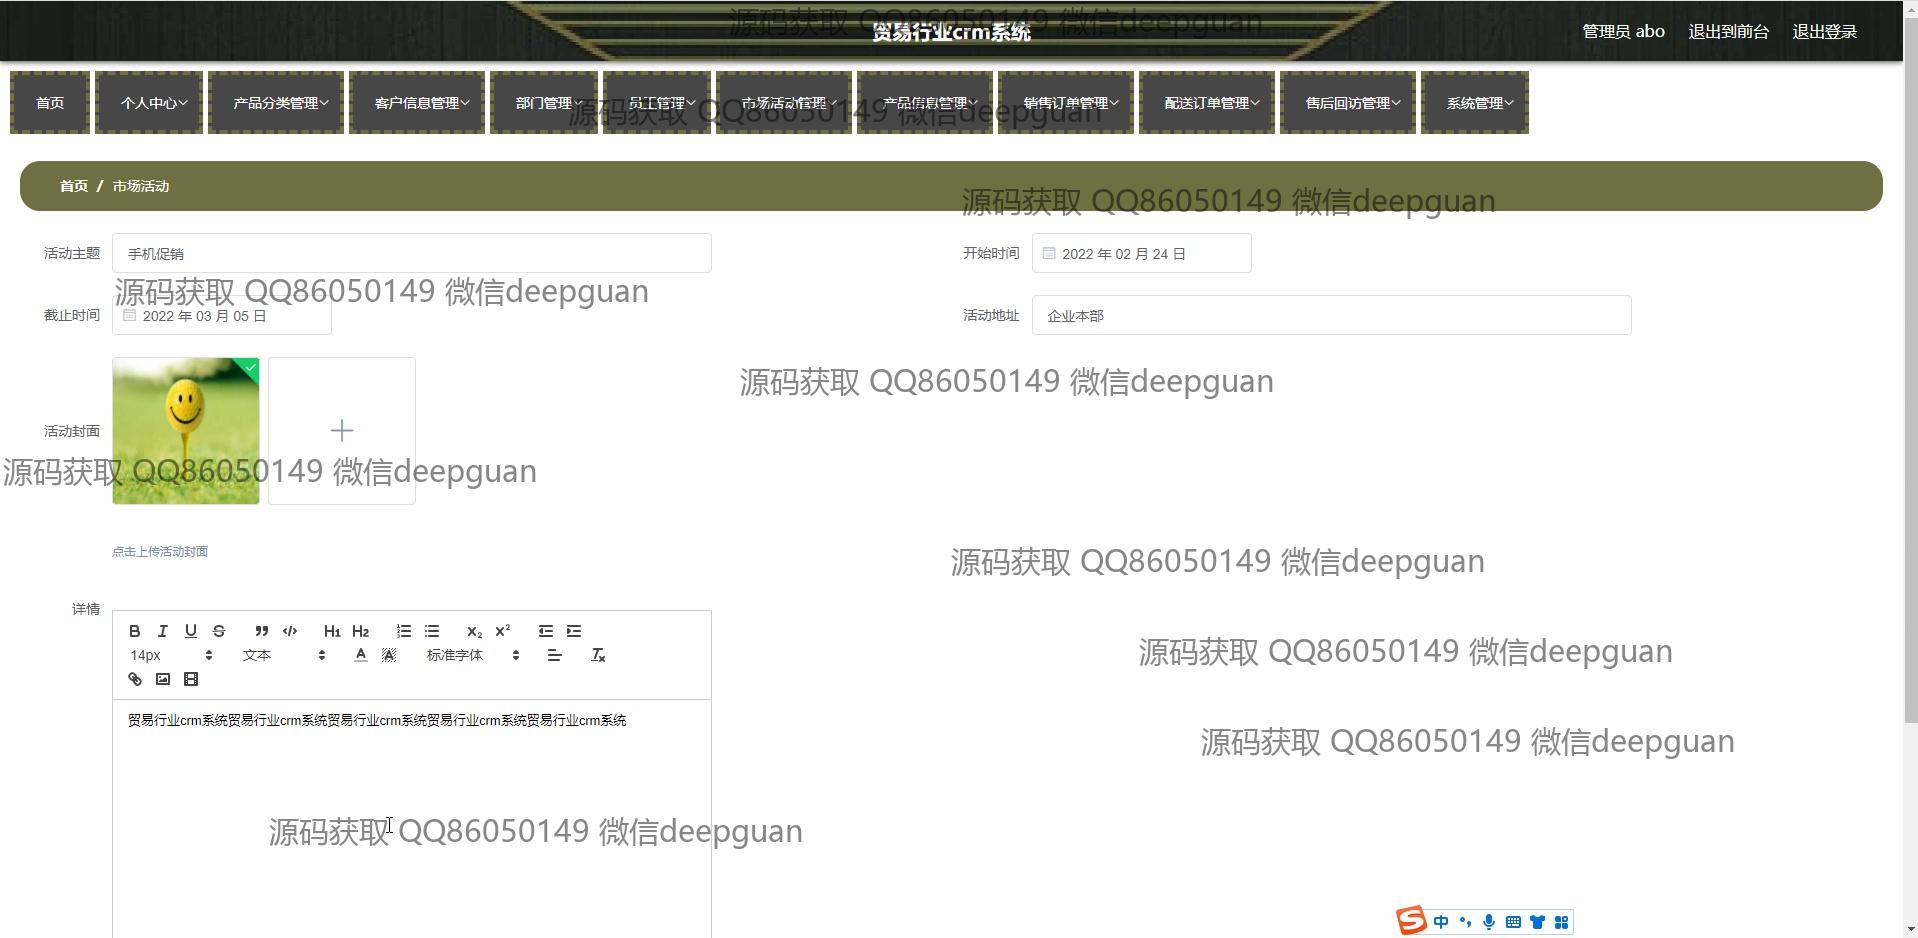 源码获取 QQ86050149 微信deepguan
贸易行业crm系统
管理员 abo
退出到前台
退出登录
首页
个人中心
产品分类管理
客户信息管理
部门管理
员工管理
市场活动管理
产品信息管理
销售订单管理
配送订单管理
售后回访管理
系统管理
源码获取 QQ86050149 微信deepguan
首页 / 市场活动
源码获取 QQ86050149 微信deepguan
活动主题 手机促销
开始时间 2022 年 02 月 24 日
源码获取 QQ86050149 微信deepguan
截止时间 2022 年 03 月 05 日
活动地址 企业本部
源码获取 QQ86050149 微信deepguan
活动封面
源码获取 QQ86050149 微信deepguan
点击上传活动封面
源码获取 QQ86050149 微信deepguan
详情
B I U S H1 H2 X2 X2
14px 文本 A A 标准字体 Tx
源码获取 QQ86050149 微信deepguan
贸易行业crm系统贸易行业crm系统贸易行业crm系统贸易行业crm系统贸易行业crm系统
源码获取 QQ86050149 微信deepguan
源码获取 QQ86050149 微信deepguan
S 中